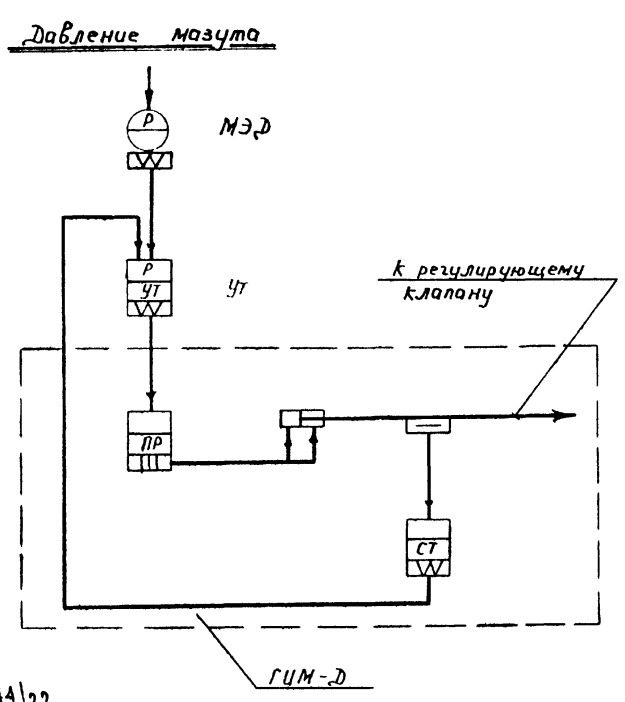 Давление мазута
Р
МЭД
Р
УТ
УТ
к регулирующему
клапану
ПР
СТ
ГИМ-Д